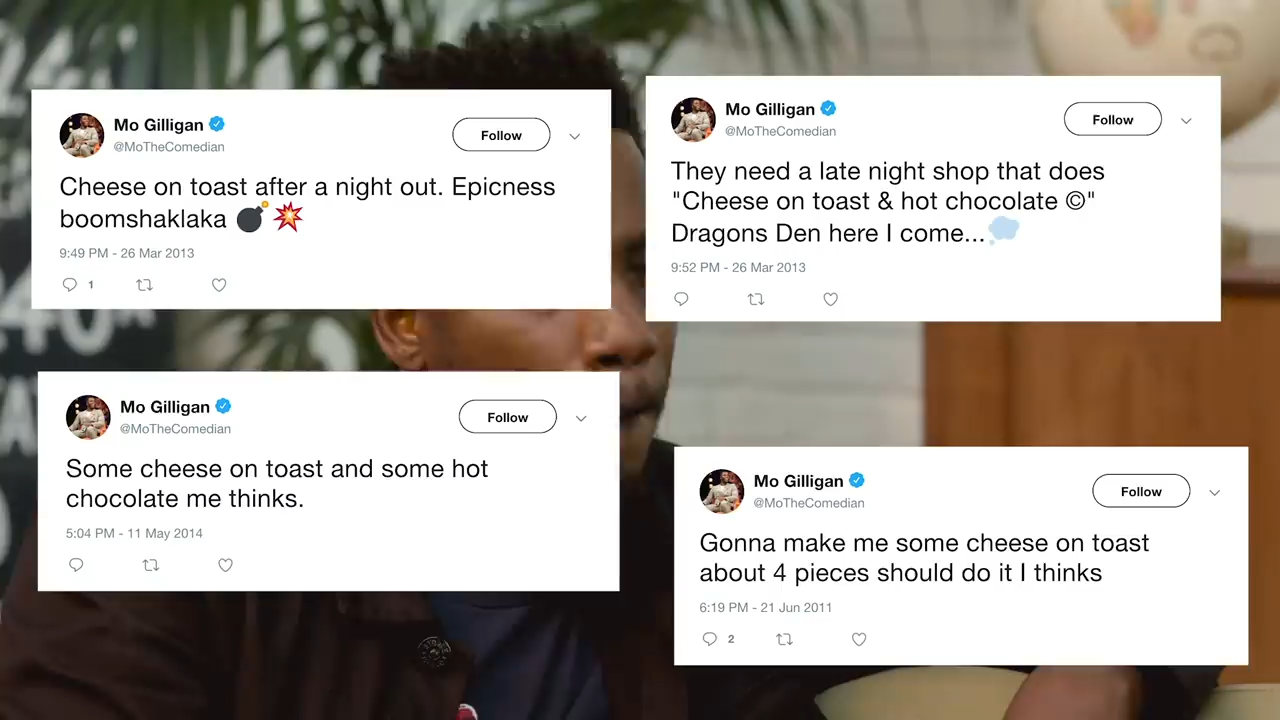 Mo Gilligan
@MoTheComedian
Follow
Cheese on toast after a night out. Epicness
boomshaklaka 💣💥
9:49 PM - 26 Mar 2013
1
Mo Gilligan
@MoTheComedian
Follow
They need a late night shop that does
"Cheese on toast & hot chocolate ©"
Dragons Den here I come...💭
9:52 PM - 26 Mar 2013
Mo Gilligan
@MoTheComedian
Follow
Some cheese on toast and some hot
chocolate me thinks.
5:04 PM - 11 May 2014
Mo Gilligan
@MoTheComedian
Follow
Gonna make me some cheese on toast
about 4 pieces should do it I thinks
6:19 PM - 21 Jun 2011
2